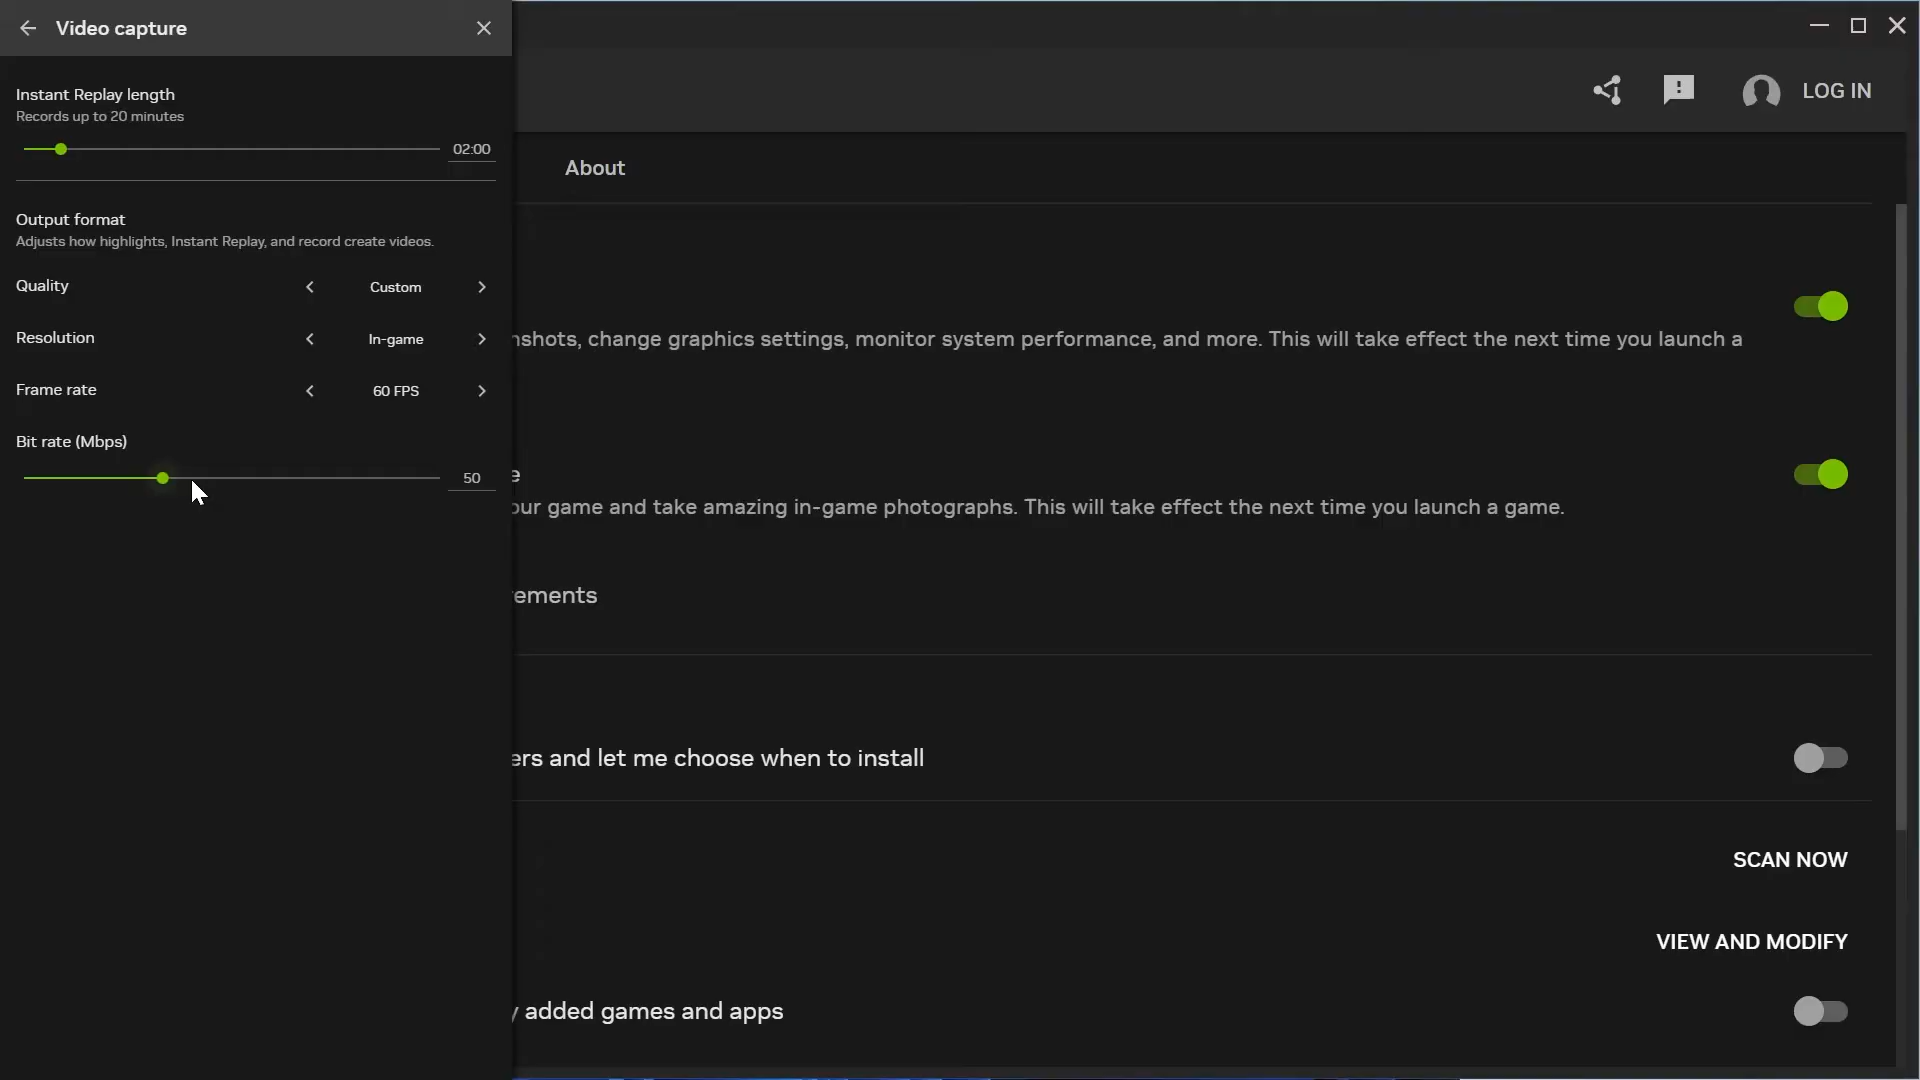 Video capture
LOG IN
Instant Replay length
Records up to 20 minutes
02:00
About
Output format
Adjusts how highlights, Instant Replay, and record create videos.
Quality
Custom
Resolution
In-game
nshots, change graphics settings, monitor system performance, and more. This will take effect the next time you launch a
Frame rate
60 FPS
Bit rate (Mbps)
50
e
our game and take amazing in-game photographs. This will take effect the next time you launch a game.
rements
ers and let me choose when to install
SCAN NOW
VIEW AND MODIFY
y added games and apps